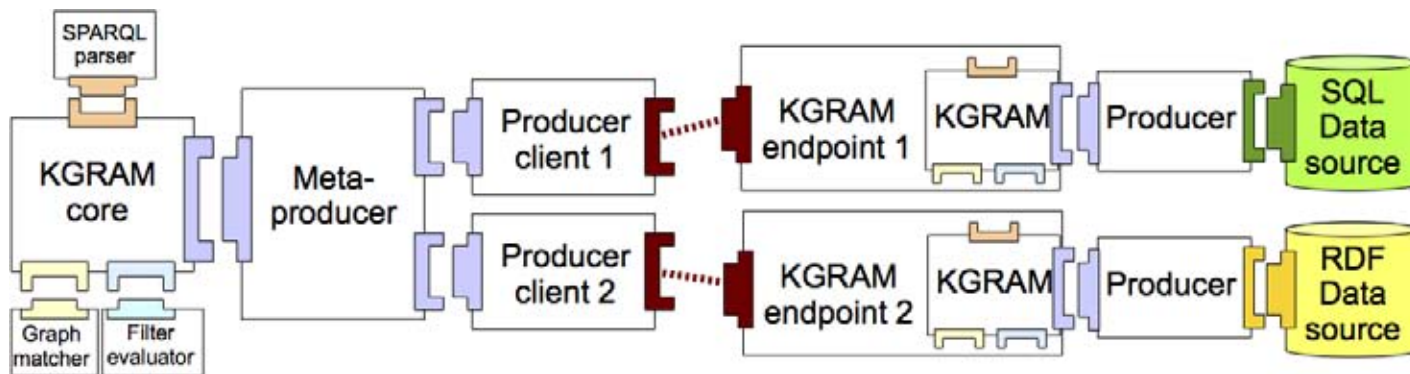 SPARQL
parser
KGRAM
core
Graph
matcher
Filter
evaluator
Meta-
producer
Producer
client 1
Producer
client 2
KGRAM
endpoint 1
KGRAM
Producer
SQL
Data
source
KGRAM
endpoint 2
KGRAM
Producer
RDF
Data
source